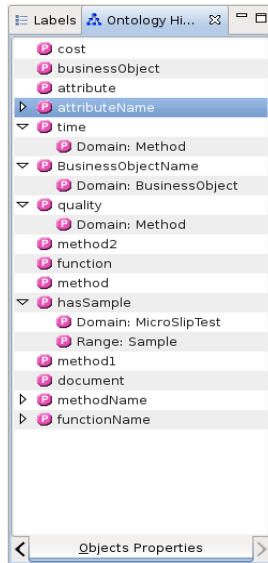 Labels Ontology Hi...
cost
businessObject
attribute
attributeName
time
Domain: Method
BusinessObjectName
Domain: BusinessObject
quality
Domain: Method
method2
function
method
hasSample
Domain: MicroSlipTest
Range: Sample
method1
document
methodName
functionName
Objects Properties